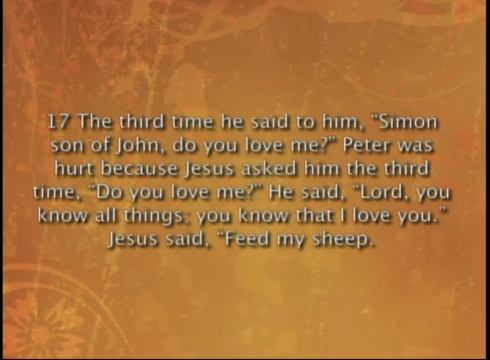 17 The third time he said to him, “Simon
son of John, do you love me?” Peter was
hurt because Jesus asked him the third
time, “Do you love me?” He said, “Lord, you
know all things; you know that I love you.”
Jesus said, “Feed my sheep.